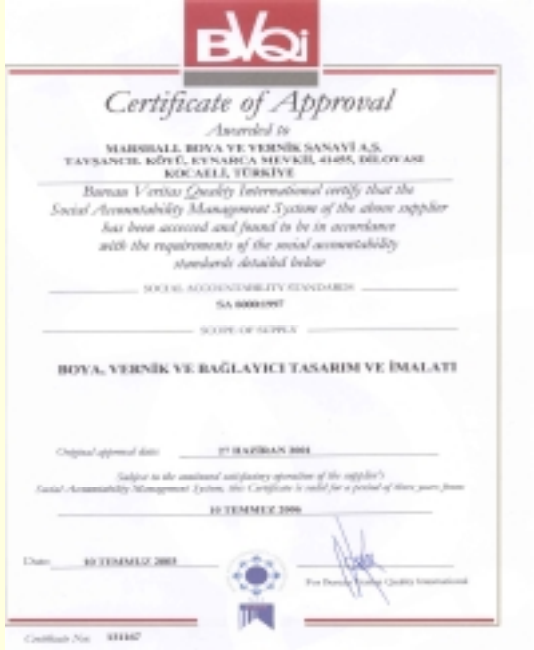 BVQi
Certificate of Approval
Awarded to
MARSHALL BOYA VE VERNİK SANAYİ A.Ş.
TAVŞANCIL KÖYÜ, EYNARCA MEVKİİ, 41455, DİLOVASI
KOCAELİ, TÜRKİYE
Bureau Veritas Quality International certify that the
Social Accountability Management System of the above supplier
has been assessed and found to be in accordance
with the requirements of the social accountability
standards detailed below
SOCIAL ACCOUNTABILITY STANDARDS
SA 8000:1997
SCOPE OF SUPPLY
BOYA, VERNİK VE BAĞLAYICI TASARIM VE İMALATI
Original approval date:
HAZİRAN
Subject to the continued satisfactory operation of the supplier's
Social Accountability Management System, this Certificate is valid for a period of three years from:
10 TEMMUZ 2006
Date: 10 TEMMUZ 2003
For Bureau Veritas Quality International
Certificate No: